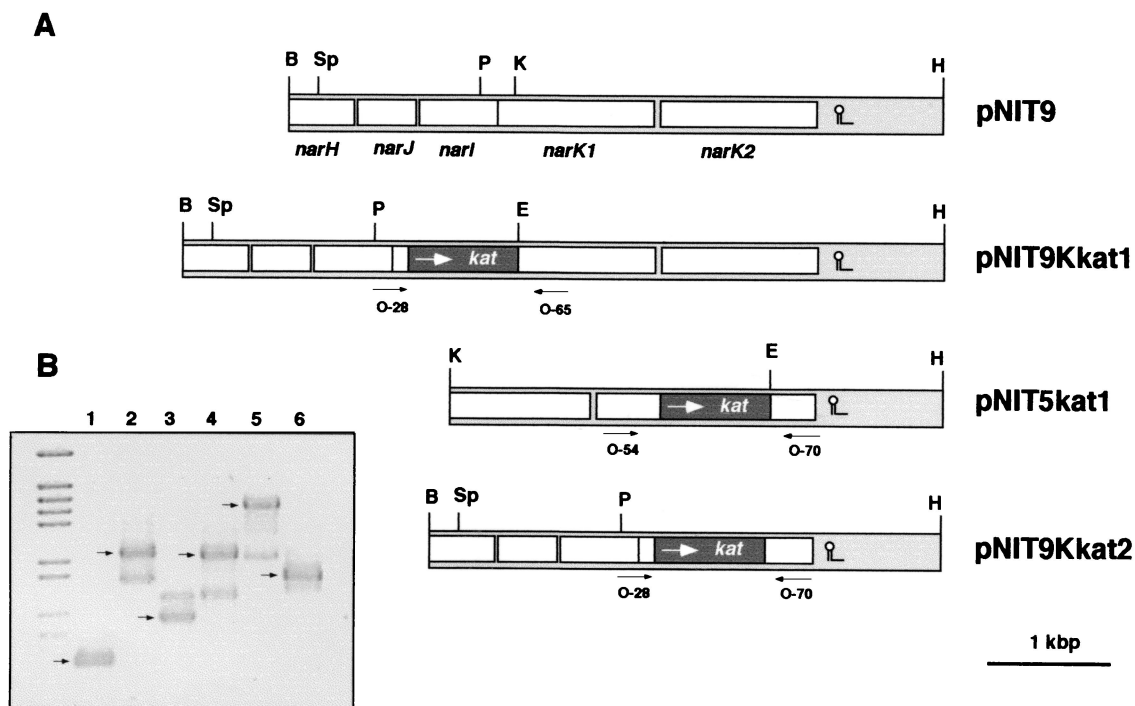 A
B Sp P K H
pNIT9
narH narJ narI narK1 narK2
B Sp P E H
kat
pNIT9Kkat1
O-28 O-65
K E H
kat
pNIT5kat1
O-54 O-70
B Sp P H
kat
pNIT9Kkat2
O-28 O-70
1 kbp
B
1 2 3 4 5 6